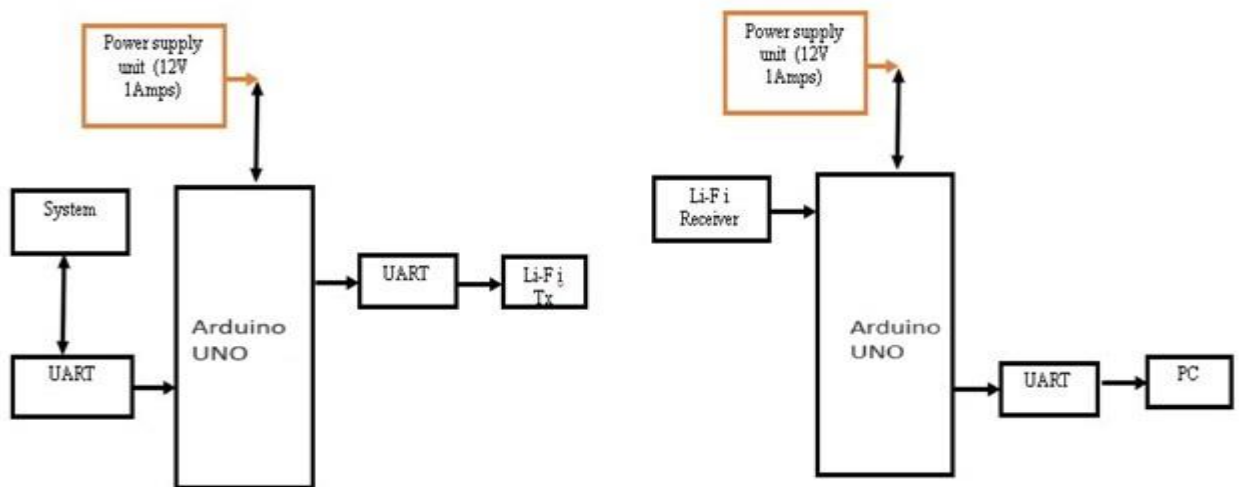 Power supply
unit (12V
1Amps)
System
UART
Arduino
UNO
UART
Li-F i
Tx
Power supply
unit (12V
1Amps)
Li-F i
Receiver
Arduino
UNO
UART
PC